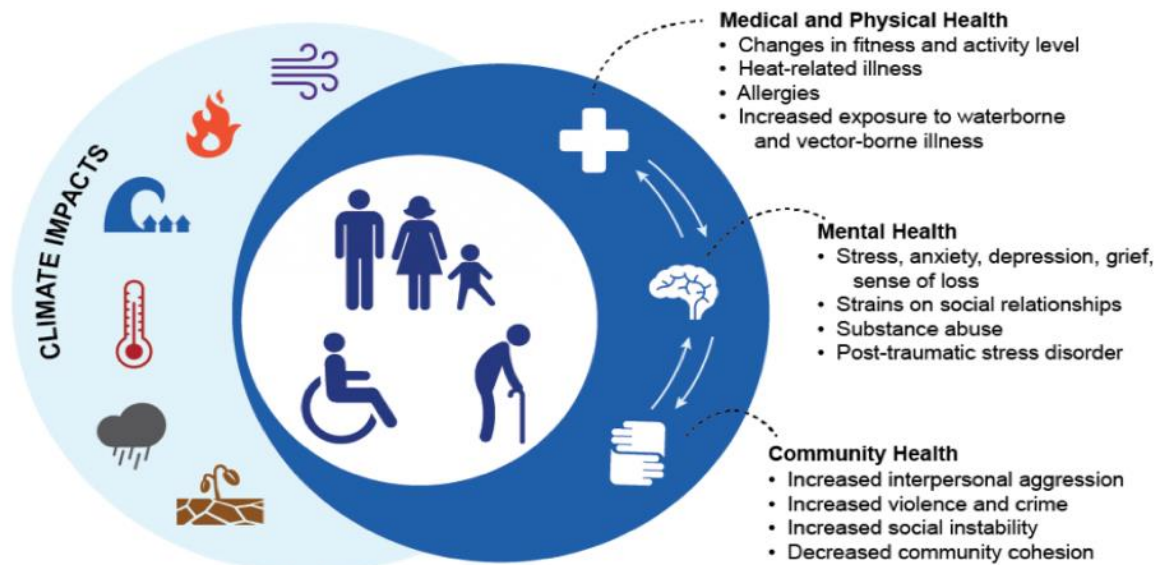 CLIMATE IMPACTS
Medical and Physical Health
• Changes in fitness and activity level
• Heat-related illness
• Allergies
• Increased exposure to waterborne
and vector-borne illness
Mental Health
• Stress, anxiety, depression, grief,
sense of loss
• Strains on social relationships
• Substance abuse
• Post-traumatic stress disorder
Community Health
• Increased interpersonal aggression
• Increased violence and crime
• Increased social instability
• Decreased community cohesion